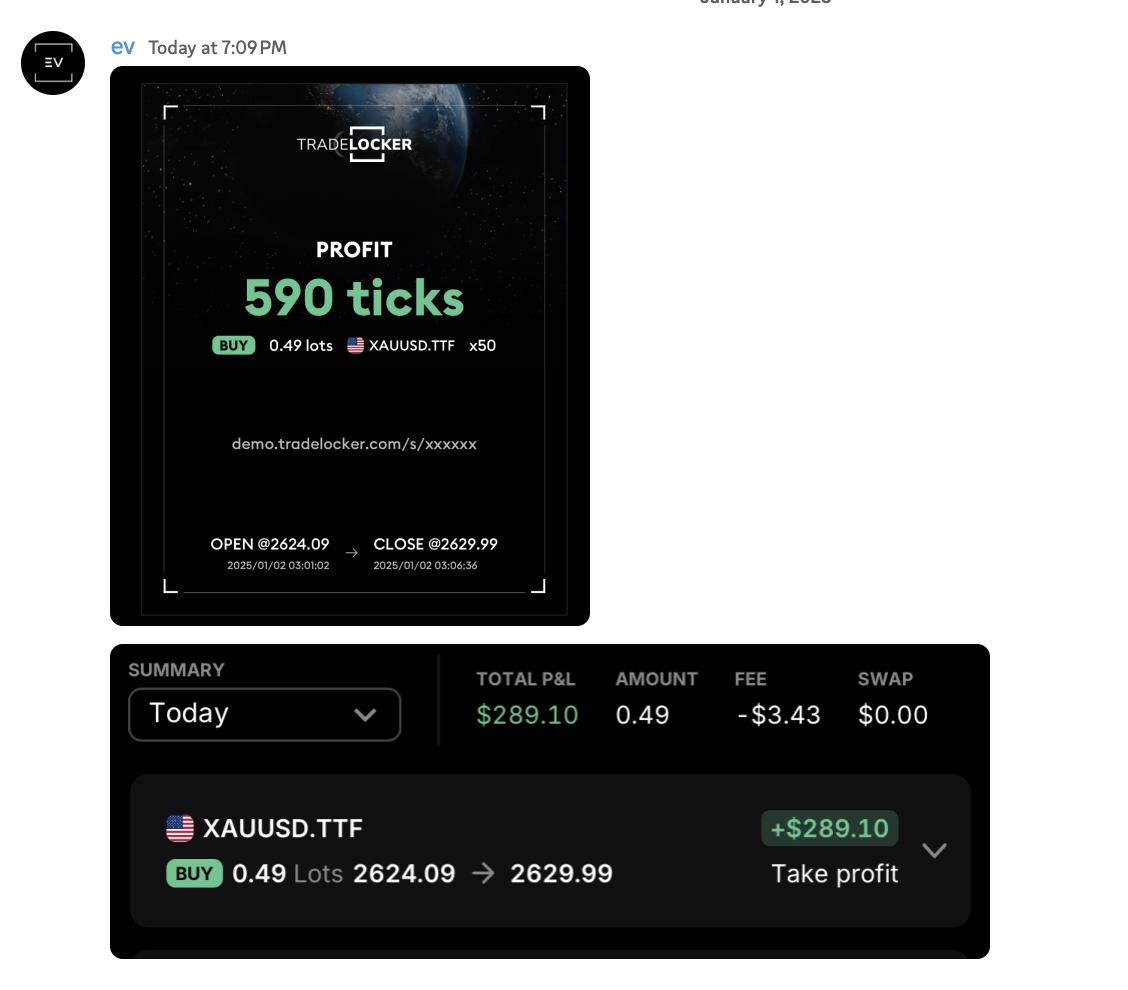 January 1, 2025
EV
ev Today at 7:09 PM
TRADELOCKER
PROFIT
590 ticks
BUY 0.49 lots XAUUSD.TTF x50
demo.tradelocker.com/s/xxxxxx
OPEN @2624.09 → CLOSE @2629.99
2025/01/02 03:01:02 2025/01/02 03:06:36
SUMMARY
Today
TOTAL P&L AMOUNT FEE SWAP
$289.10 0.49 -$3.43 $0.00
XAUUSD.TTF +$289.10
BUY 0.49 Lots 2624.09 → 2629.99 Take profit